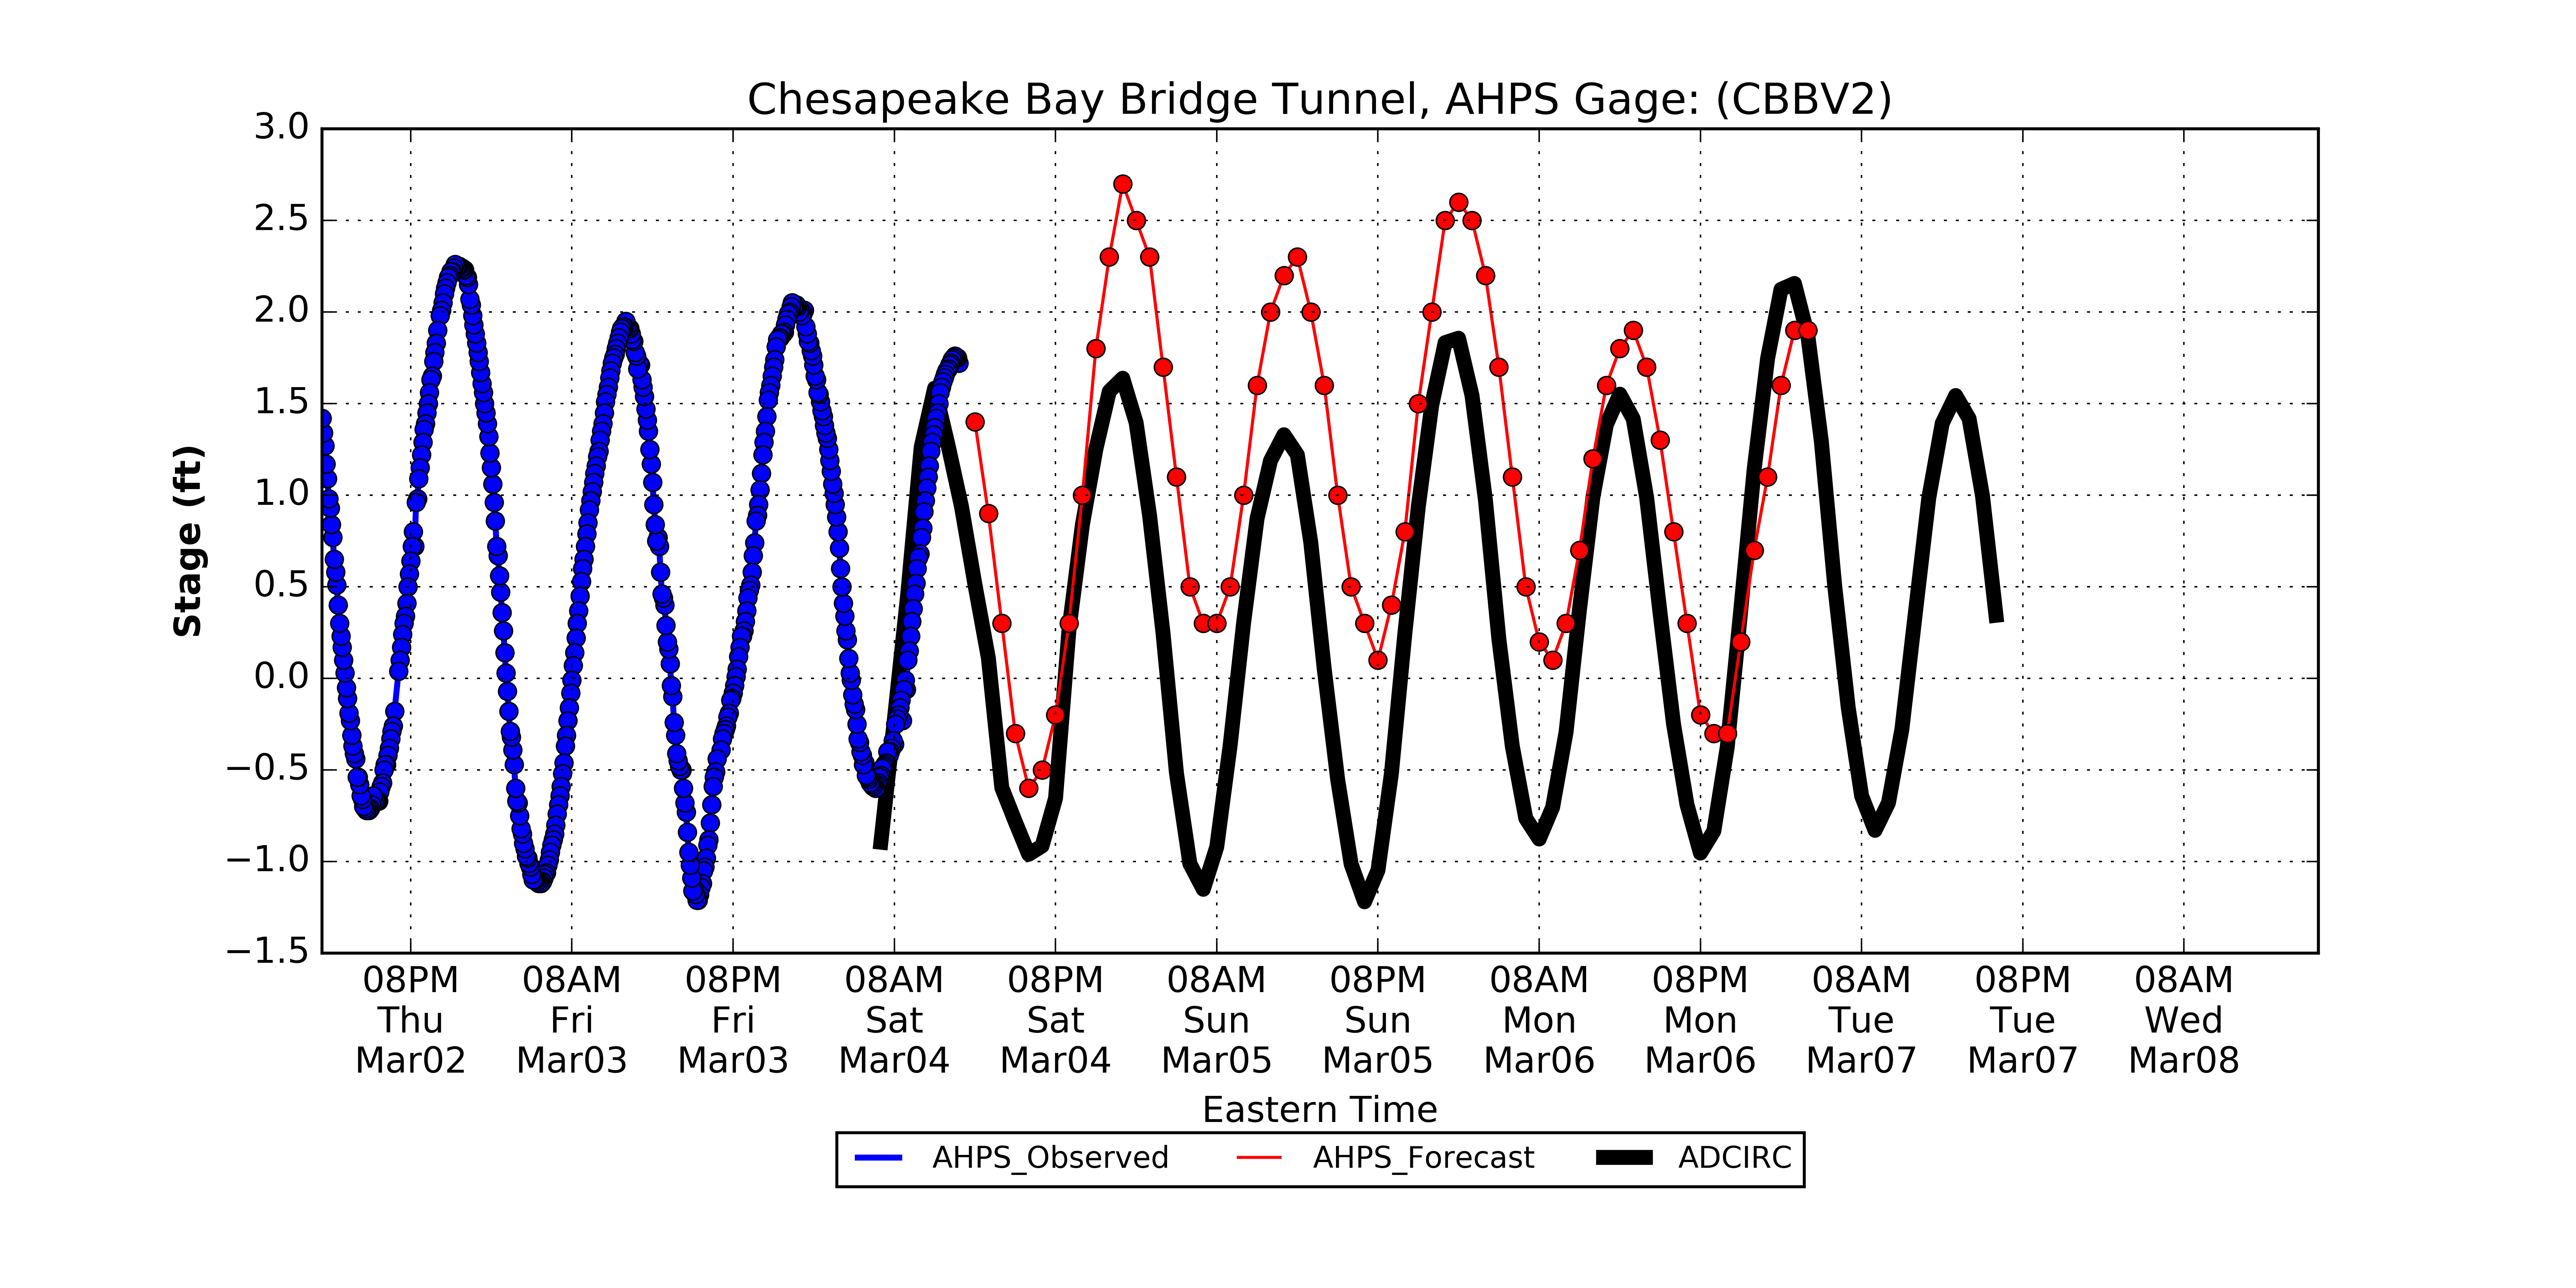 Chesapeake Bay Bridge Tunnel, AHPS Gage: (CBBV2)
3.0
2.5
2.0
1.5
1.0
0.5
0.0
−0.5
−1.0
−1.5
Stage (ft)
08PM 08AM 08PM 08AM 08PM 08AM 08PM 08AM 08PM 08AM 08PM 08AM
Thu Fri Fri Sat Sat Sun Sun Mon Mon Tue Tue Wed
Mar02 Mar03 Mar03 Mar04 Mar04 Mar05 Mar05 Mar06 Mar06 Mar07 Mar07 Mar08
Eastern Time
AHPS_Observed AHPS_Forecast ADCIRC